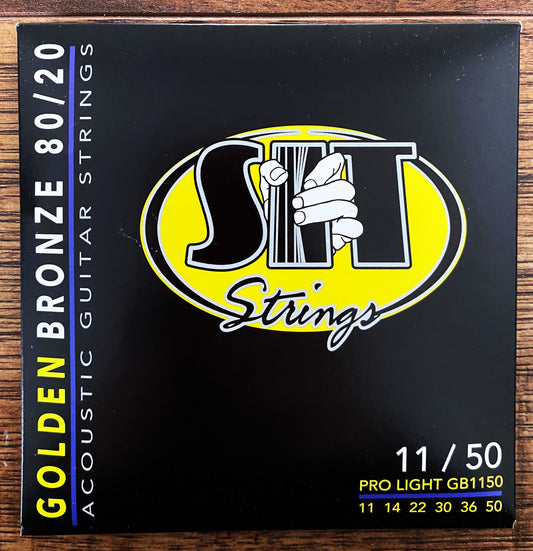 GOLDEN BRONZE 80/20
ACOUSTIC GUITAR STRINGS
SIT
Strings
11 / 50
PRO LIGHT GB1150
11 14 22 30 36 50